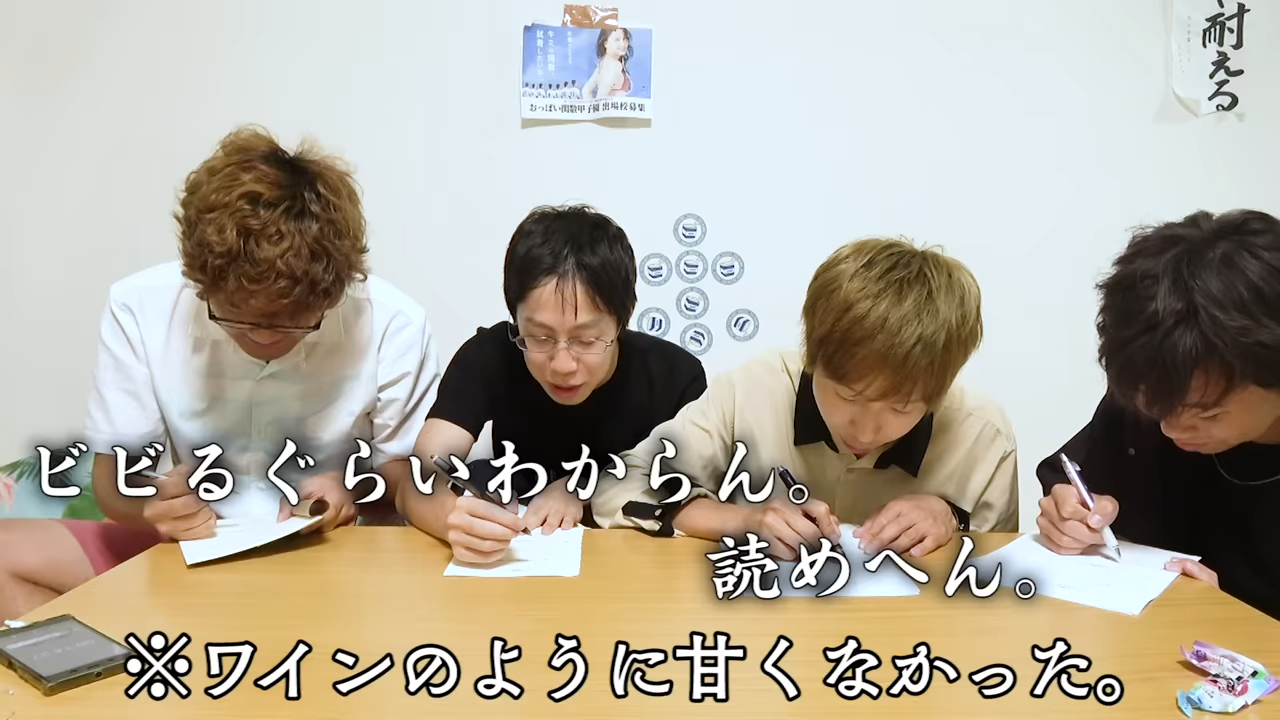 おっぱい関数甲子園 出場校募集
耐える
ビビるぐらいわからん。
読めへん。
※ワインのように甘くなかった。